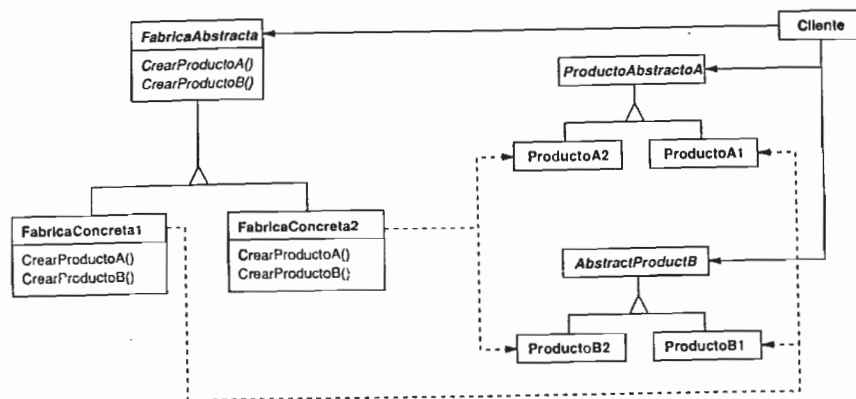 FabricaAbstracta
CrearProductoA()
CrearProductoB()
Cliente
ProductoAbstractoA
ProductoA2
ProductoA1
FabricaConcreta1
CrearProductoA()
CrearProductoB()
FabricaConcreta2
CrearProductoA()
CrearProductoB()
AbstractProductB
ProductoB2
ProductoB1